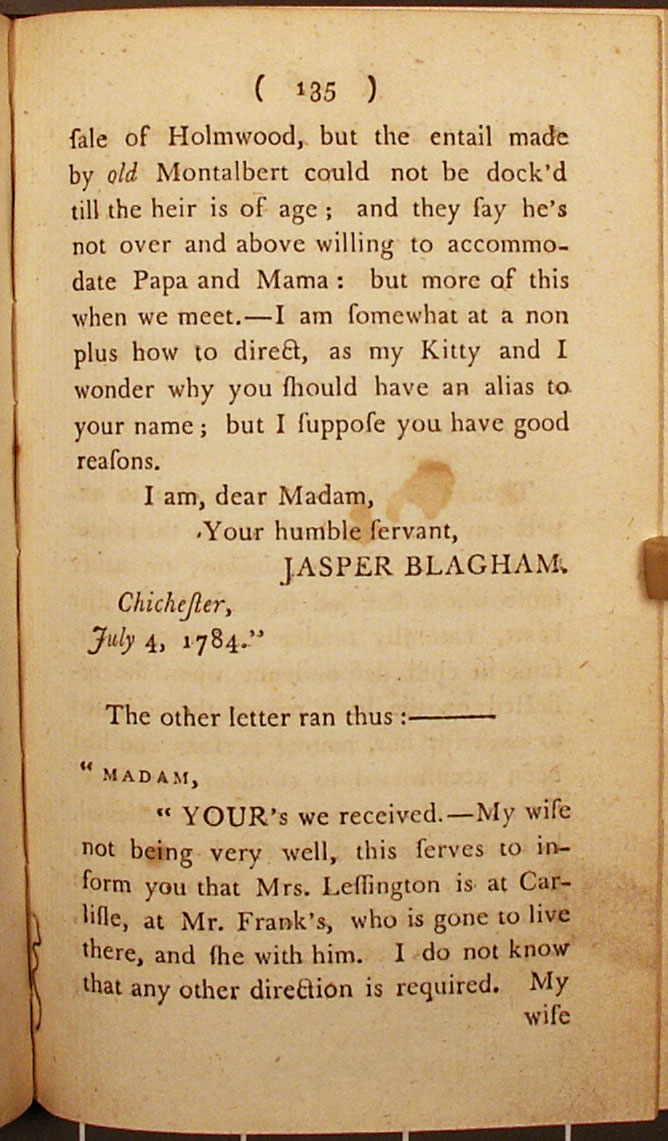 ( 135 )
ſale of Holmwood, but the entail made
by old Montalbert could not be dock'd
till the heir is of age ; and they ſay he's
not over and above willing to accommo-
date Papa and Mama : but more of this
when we meet.—I am ſomewhat at a non
plus how to direct, as my Kitty and I
wonder why you ſhould have an alias to
your name ; but I ſuppoſe you have good
reaſons.
I am, dear Madam,
Your humble ſervant,
JASPER BLAGHAM.
Chicheſter,
July 4, 1784."
The other letter ran thus :———
" MADAM,
" YOUR's we received.—My wife
not being very well, this ſerves to in-
form you that Mrs. Leſſington is at Car-
liſle, at Mr. Frank's, who is gone to live
there, and ſhe with him. I do not know
that any other direction is required. My
wife